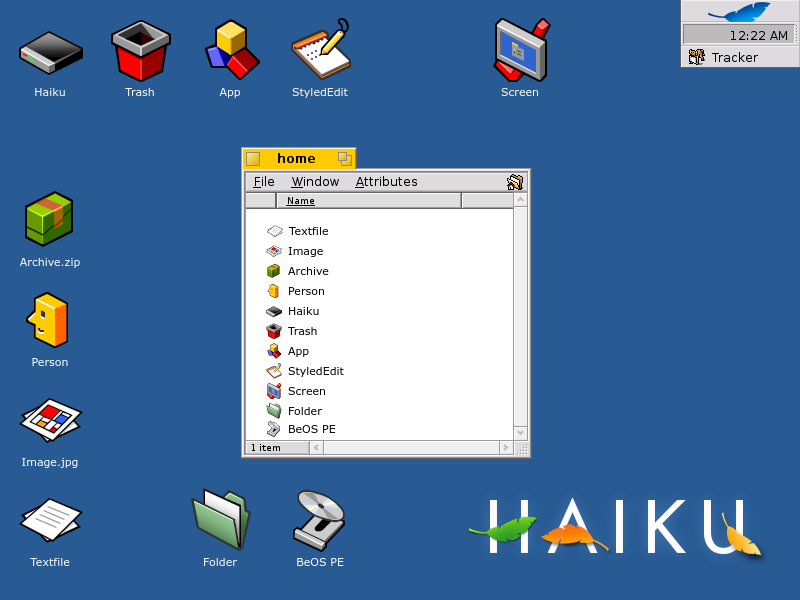 12:22 AM
Tracker
Haiku
Trash
App
StyledEdit
Screen
home
File Window Attributes
Name
Textfile
Image
Archive
Person
Haiku
Trash
App
StyledEdit
Screen
Folder
BeOS PE
1 item
Archive.zip
Person
Image.jpg
Textfile
Folder
BeOS PE
HAIKU